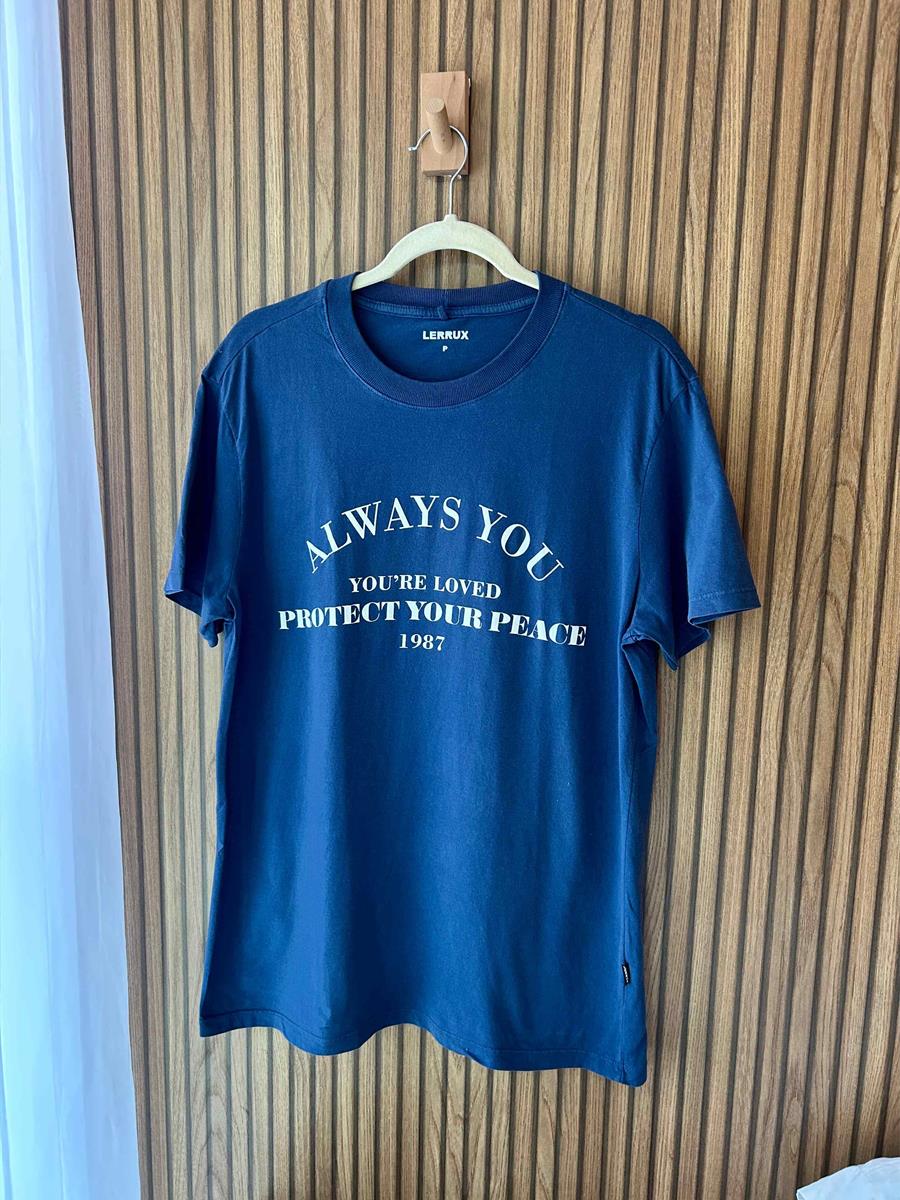 LERRUX
P
ALWAYS YOU
YOU'RE LOVED
PROTECT YOUR PEACE
1987